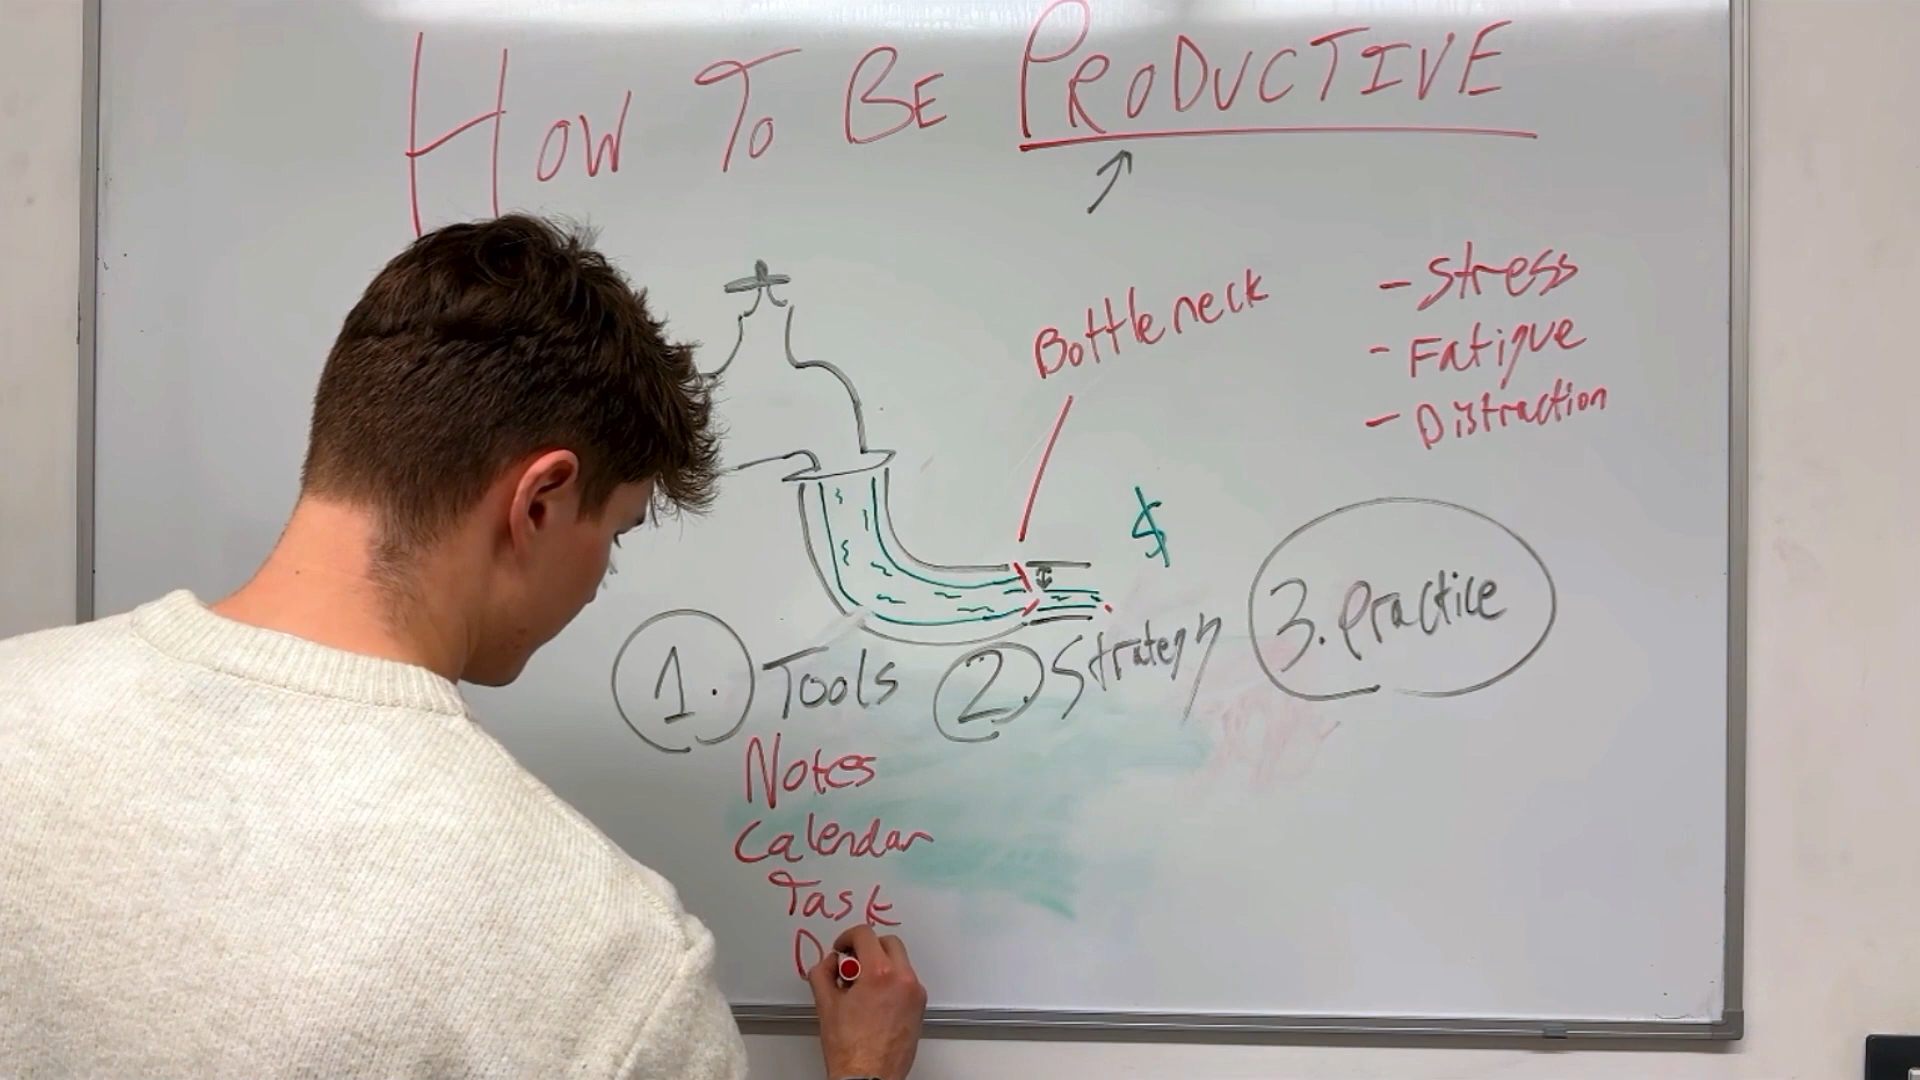 HOW TO BE PRODUCTIVE
Bottleneck
- Stress
- Fatigue
- Distraction
$
1. Tools
2. Strategy
3. Practice
Notes
Calendar
Task
D